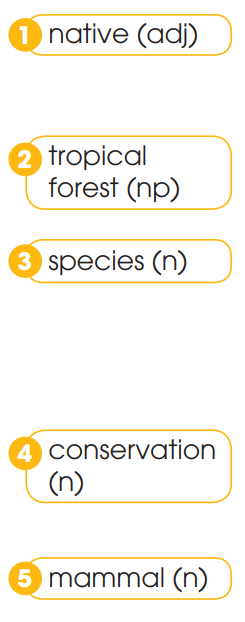 1 native (adj)
2 tropical
forest (np)
3 species (n)
4 conservation
(n)
5 mammal (n)